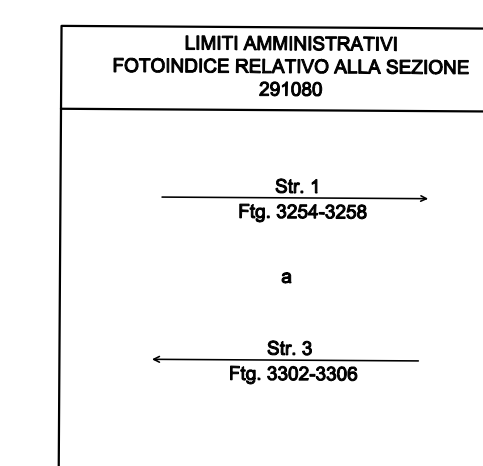 LIMITI AMMINISTRATIVI
FOTOINDICE RELATIVO ALLA SEZIONE
291080
Str. 1
Ftg. 3254-3258
a
Str. 3
Ftg. 3302-3306